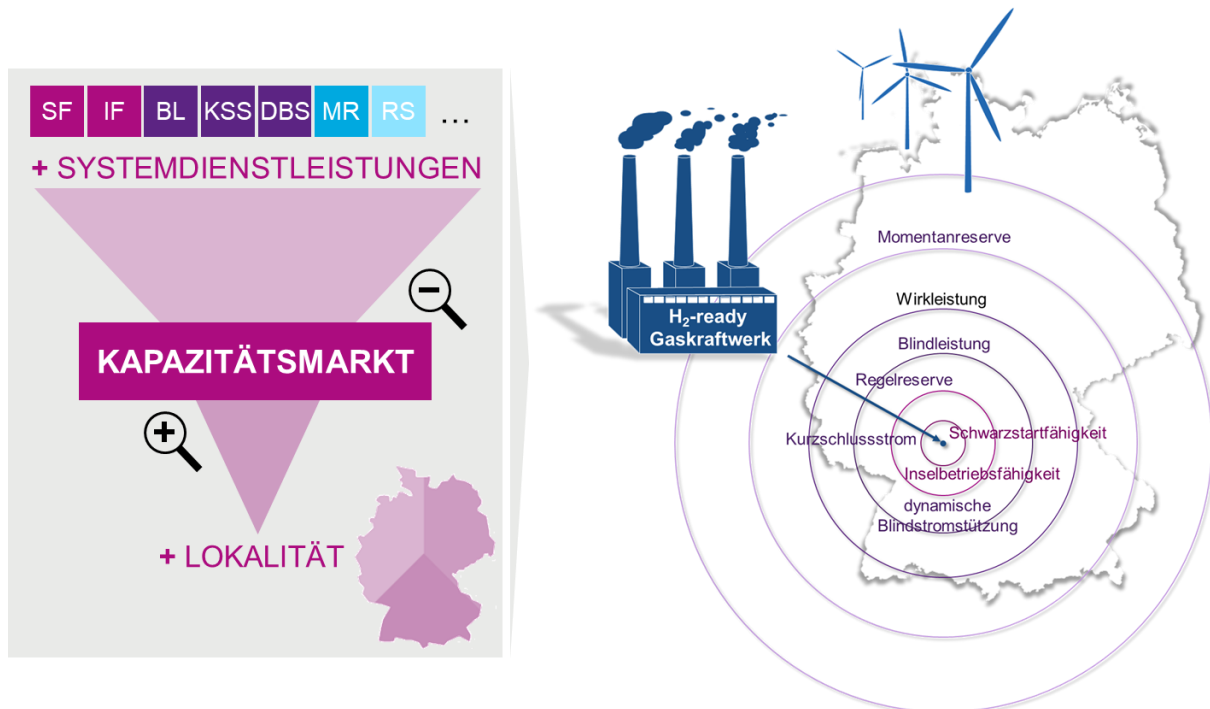 SF IF BL KSS DBS MR RS ...
+ SYSTEMDIENSTLEISTUNGEN
KAPAZITÄTSMARKT
+ LOKALITÄT
H₂-ready
Gaskraftwerk
Momentanreserve
Wirkleistung
Blindleistung
Regelreserve
Kurzschlussstrom
Schwarzstartfähigkeit
Inselbetriebsfähigkeit
dynamische
Blindstromstützung